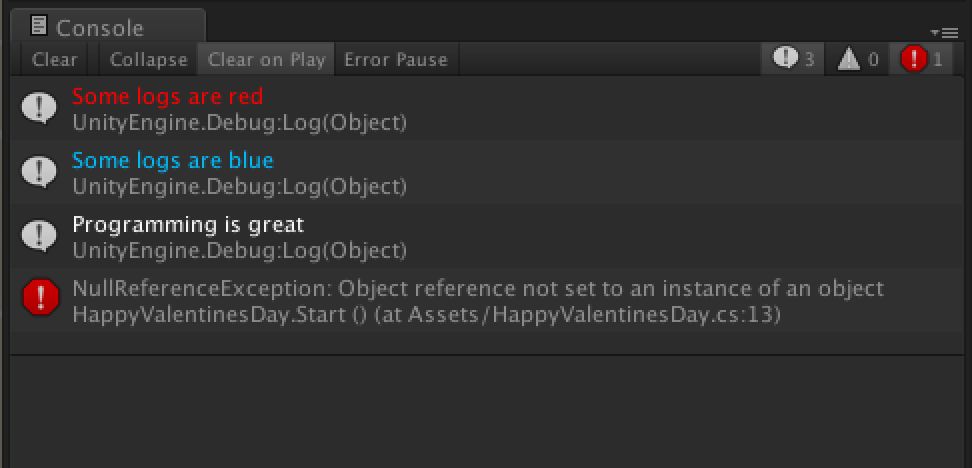 Console
Clear Collapse Clear on Play Error Pause 3 0 1
Some logs are red
UnityEngine.Debug:Log(Object)
Some logs are blue
UnityEngine.Debug:Log(Object)
Programming is great
UnityEngine.Debug:Log(Object)
NullReferenceException: Object reference not set to an instance of an object
HappyValentinesDay.Start () (at Assets/HappyValentinesDay.cs:13)